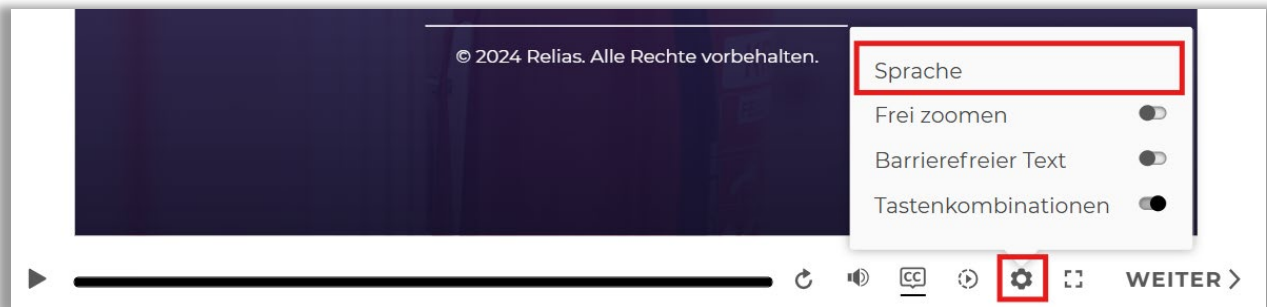 © 2024 Relias. Alle Rechte vorbehalten.
Sprache
Frei zoomen
Barrierefreier Text
Tastenkombinationen
CC
WEITER